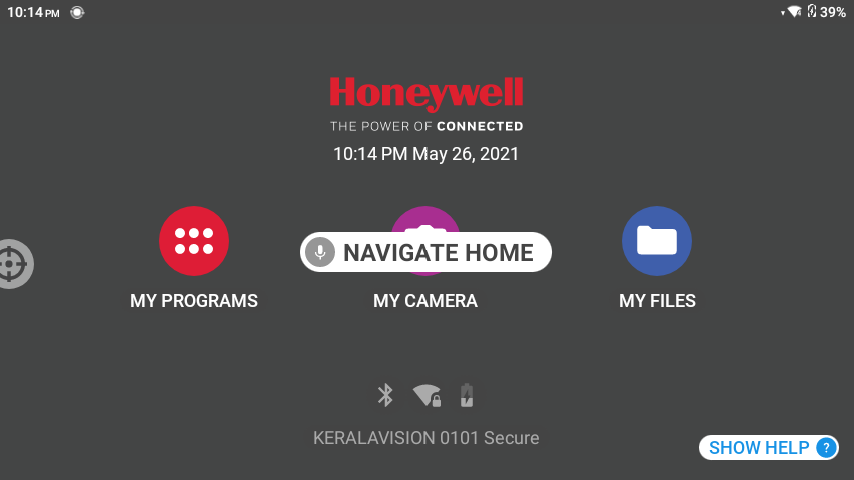 10:14 PM
39%
Honeywell
THE POWER OF CONNECTED
10:14 PM May 26, 2021
NAVIGATE HOME
MY PROGRAMS
MY CAMERA
MY FILES
KERALAVISION 0101 Secure
SHOW HELP ?